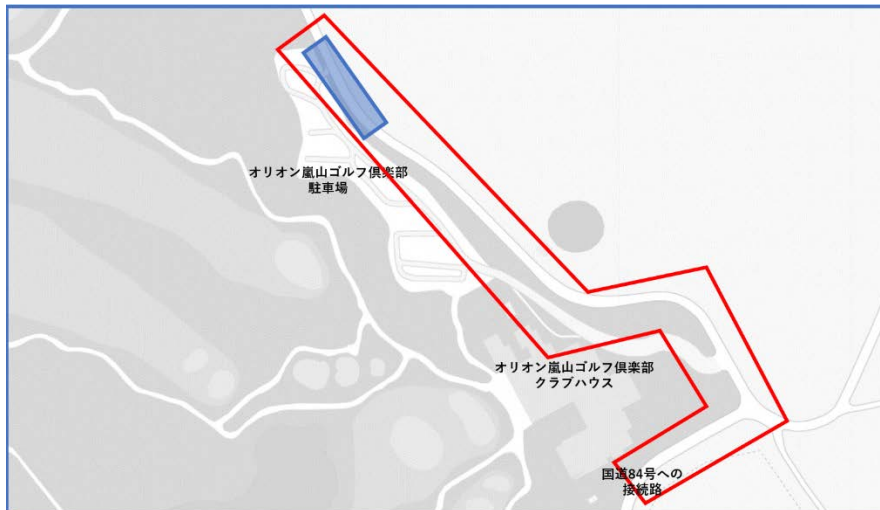 オリオン嵐山ゴルフ倶楽部
駐車場
オリオン嵐山ゴルフ倶楽部
クラブハウス
国道84号への
接続路